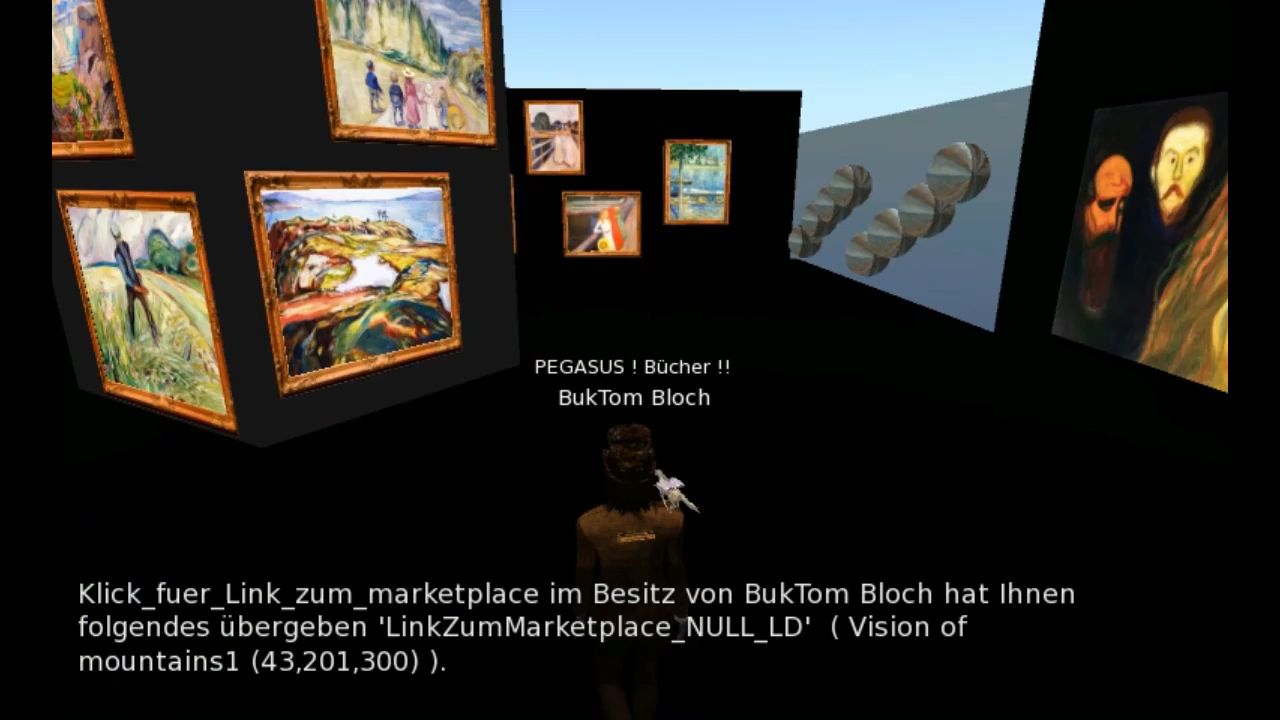 PEGASUS ! Bücher !!
BukTom Bloch
Klick_fuer_Link_zum_marketplace im Besitz von BukTom Bloch hat Ihnen
folgendes übergeben 'LinkZumMarketplace_NULL_LD'  ( Vision of
mountains1 (43,201,300) ).